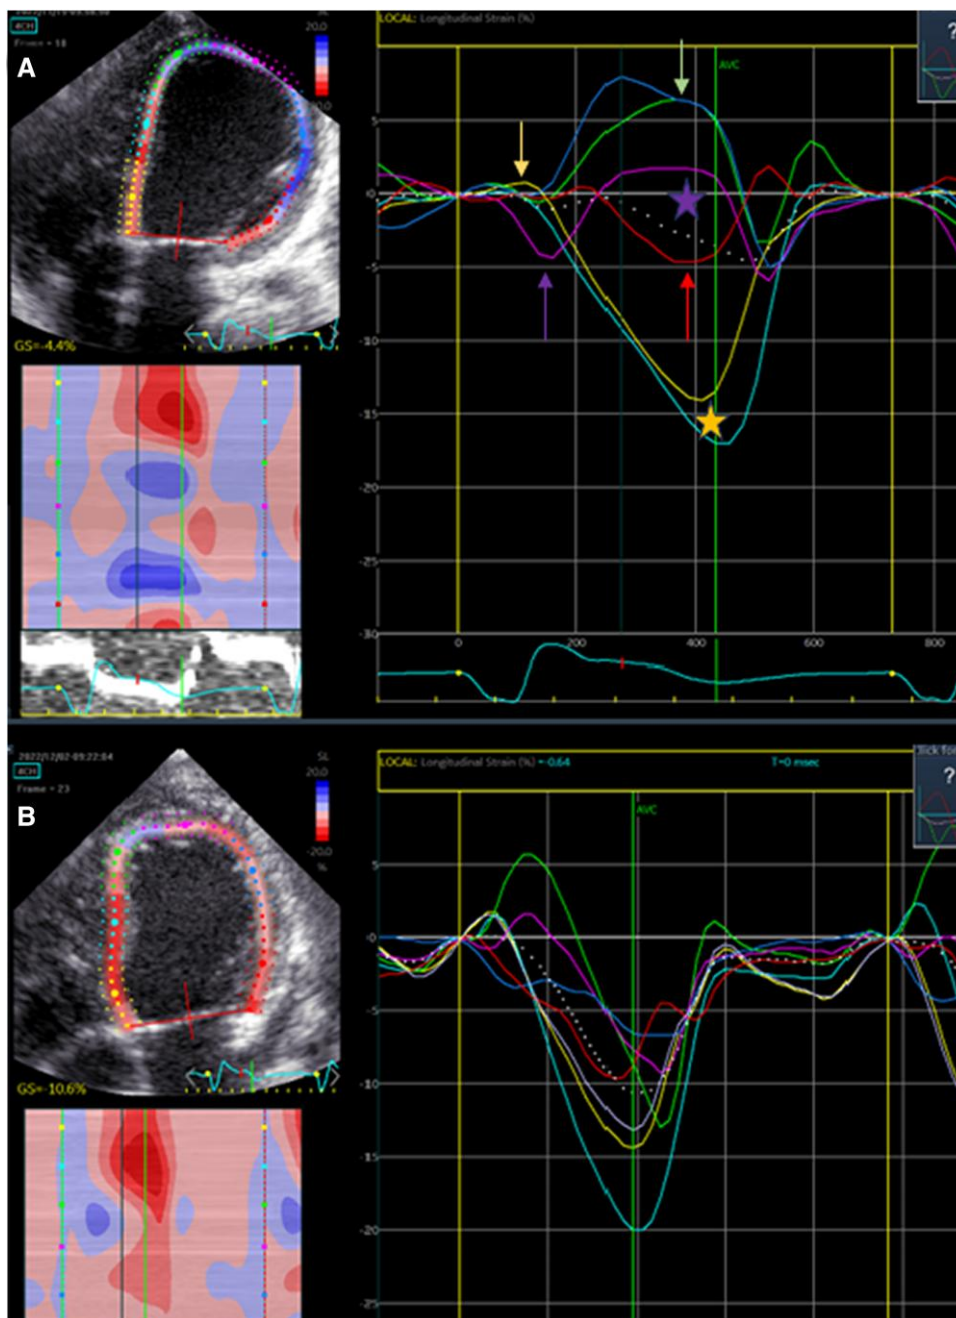 SL
4CH
20.0
Frame = 18
A
GS=-4.4%
LOCAL: Longitudinal Strain (%)
?
AVC
5
0
-5
-10
-15
-20
-25
-30
0
200
400
600
800
2022/12/02-09:22:04
SL
4CH
20.0
Frame = 23
B
-20.0
%
GS=-10.6%
LOCAL: Longitudinal Strain (%) =-0.64
T=0 msec
?
AVC
5
0
-5
-10
-15
-20
-25